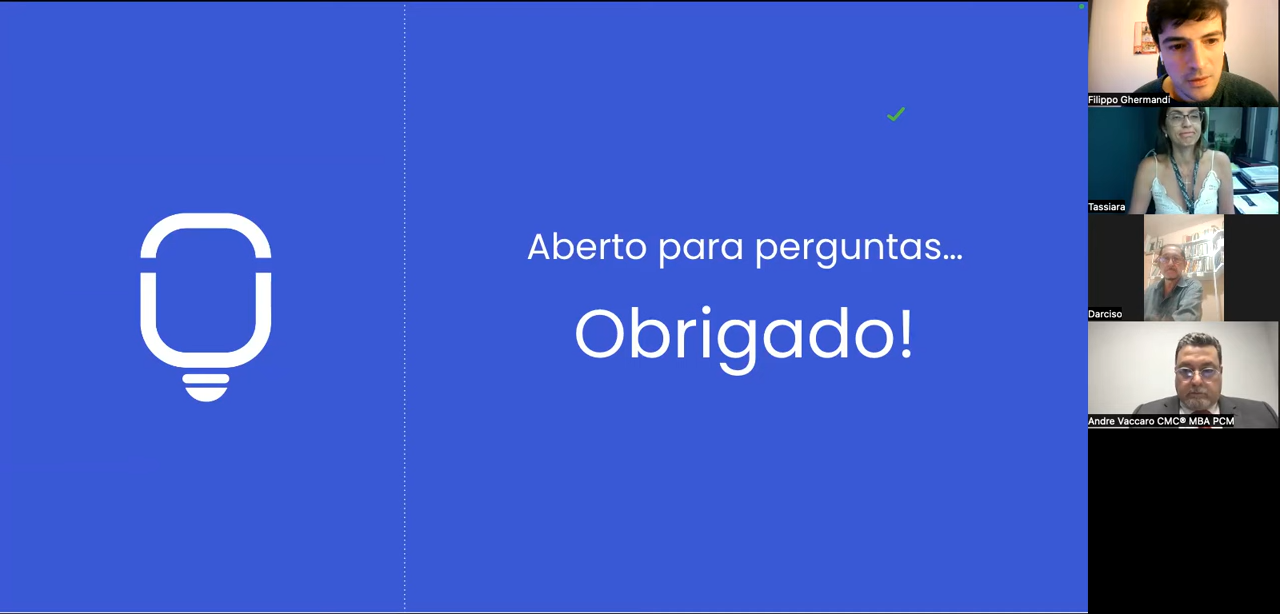 Aberto para perguntas...
Obrigado!
Filippo Ghermandi
Tassiara
Darciso
Andre Vaccaro CMC® MBA PCM